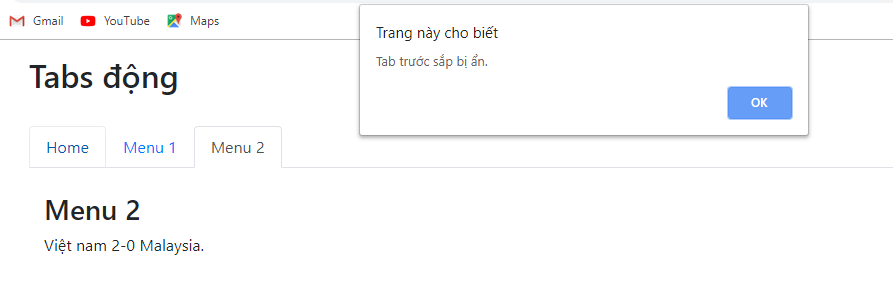 Gmail YouTube Maps
Trang này cho biết
Tab trước sắp bị ẩn.
OK
Tabs động
Home Menu 1 Menu 2
Menu 2
Việt nam 2-0 Malaysia.